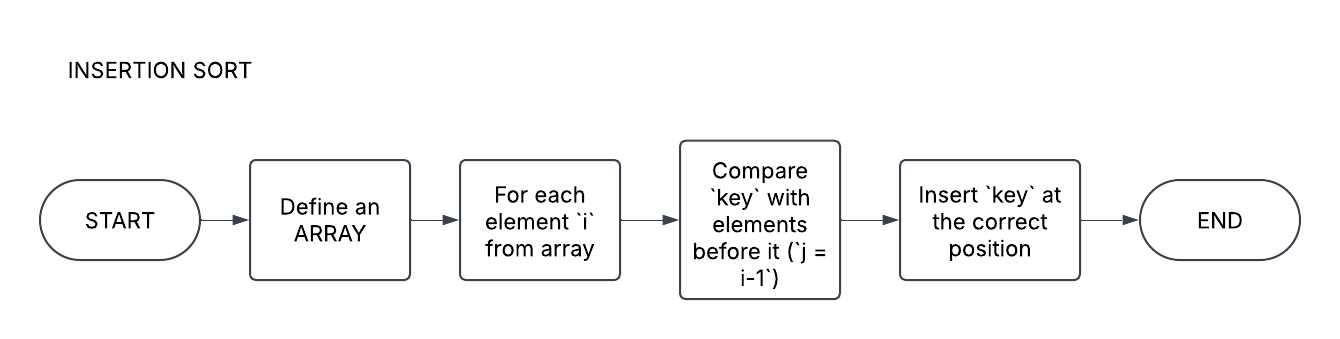 INSERTION SORT
START
Define an
ARRAY
For each
element `i`
from array
Compare
`key` with
elements
before it (`j =
i-1`)
Insert `key` at
the correct
position
END